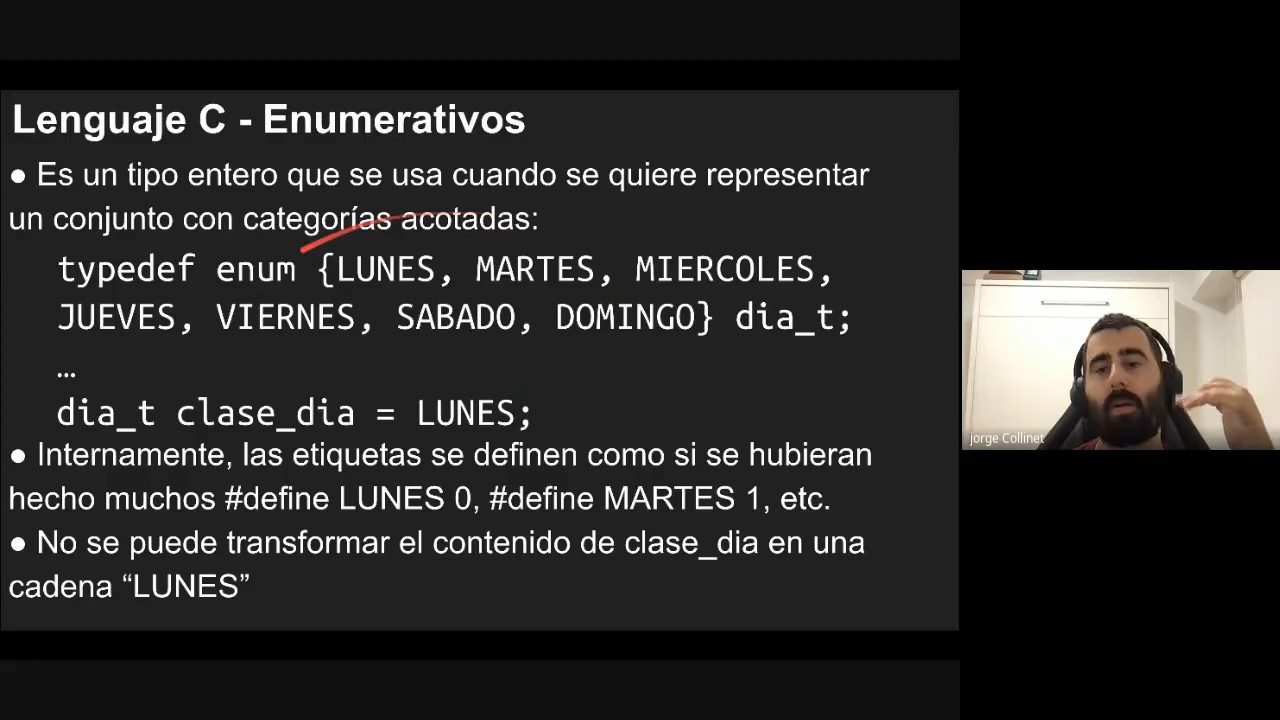 Lenguaje C - Enumerativos
● Es un tipo entero que se usa cuando se quiere representar
un conjunto con categorías acotadas:
typedef enum {LUNES, MARTES, MIERCOLES,
JUEVES, VIERNES, SABADO, DOMINGO} dia_t;
…
dia_t clase_dia = LUNES;
● Internamente, las etiquetas se definen como si se hubieran
hecho muchos #define LUNES 0, #define MARTES 1, etc.
● No se puede transformar el contenido de clase_dia en una
cadena “LUNES”
jorge Collinet